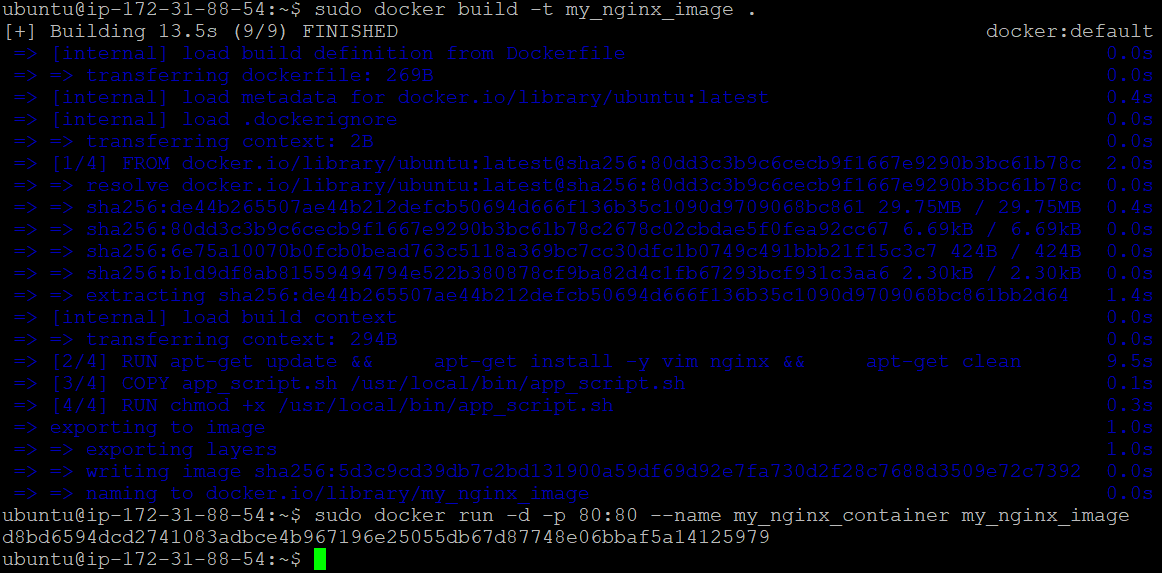 ubuntu@ip-172-31-88-54:~$ sudo docker build -t my_nginx_image .
[+] Building 13.5s (9/9) FINISHED docker:default
=> [internal] load build definition from Dockerfile 0.0s
=> => transferring dockerfile: 269B 0.0s
=> [internal] load metadata for docker.io/library/ubuntu:latest 0.4s
=> [internal] load .dockerignore 0.0s
=> => transferring context: 2B 0.0s
=> [1/4] FROM docker.io/library/ubuntu:latest@sha256:80dd3c3b9c6cecb9f1667e9290b3bc61b78c 2.0s
=> => resolve docker.io/library/ubuntu:latest@sha256:80dd3c3b9c6cecb9f1667e9290b3bc61b78c 0.0s
=> => sha256:de44b265507ae44b212defcb50694d666f136b35c1090d9709068bc861 29.75MB / 29.75MB 0.4s
=> => sha256:80dd3c3b9c6cecb9f1667e9290b3bc61b78c2678c02cbdae5f0fea92cc67 6.69kB / 6.69kB 0.0s
=> => sha256:6e75a10070b0fcb0bead763c5118a369bc7cc30dfc1b0749c491bbb21f15c3c7 424B / 424B 0.0s
=> => sha256:b1d9df8ab81559494794e522b380878cf9ba82d4c1fb67293bcf931c3aa6 2.30kB / 2.30kB 0.0s
=> => extracting sha256:de44b265507ae44b212defcb50694d666f136b35c1090d9709068bc861bb2d64 1.4s
=> [internal] load build context 0.0s
=> => transferring context: 294B 0.0s
=> [2/4] RUN apt-get update &&     apt-get install -y vim nginx &&     apt-get clean 9.5s
=> [3/4] COPY app_script.sh /usr/local/bin/app_script.sh 0.1s
=> [4/4] RUN chmod +x /usr/local/bin/app_script.sh 0.3s
=> exporting to image 1.0s
=> => exporting layers 1.0s
=> => writing image sha256:5d3c9cd39db7c2bd131900a59df69d92e7fa730d2f28c7688d3509e72c7392 0.0s
=> => naming to docker.io/library/my_nginx_image 0.0s
ubuntu@ip-172-31-88-54:~$ sudo docker run -d -p 80:80 --name my_nginx_container my_nginx_image
d8bd6594dcd2741083adbce4b967196e25055db67d87748e06bbaf5a14125979
ubuntu@ip-172-31-88-54:~$